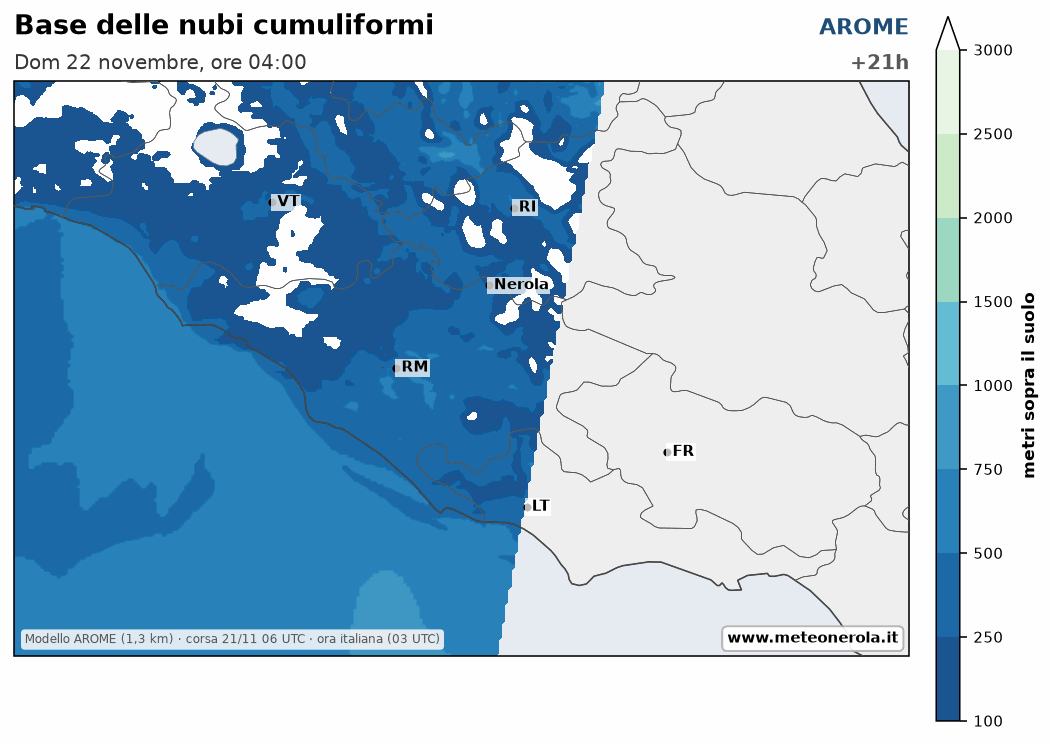 Base delle nubi cumuliformi
AROME
Dom 22 novembre, ore 04:00
+21h
VT
RI
Nerola
RM
FR
LT
Modello AROME (1,3 km) · corsa 21/11 06 UTC · ora italiana (03 UTC)
www.meteonerola.it
3000
2500
2000
1500
1000
750
500
250
100
metri sopra il suolo